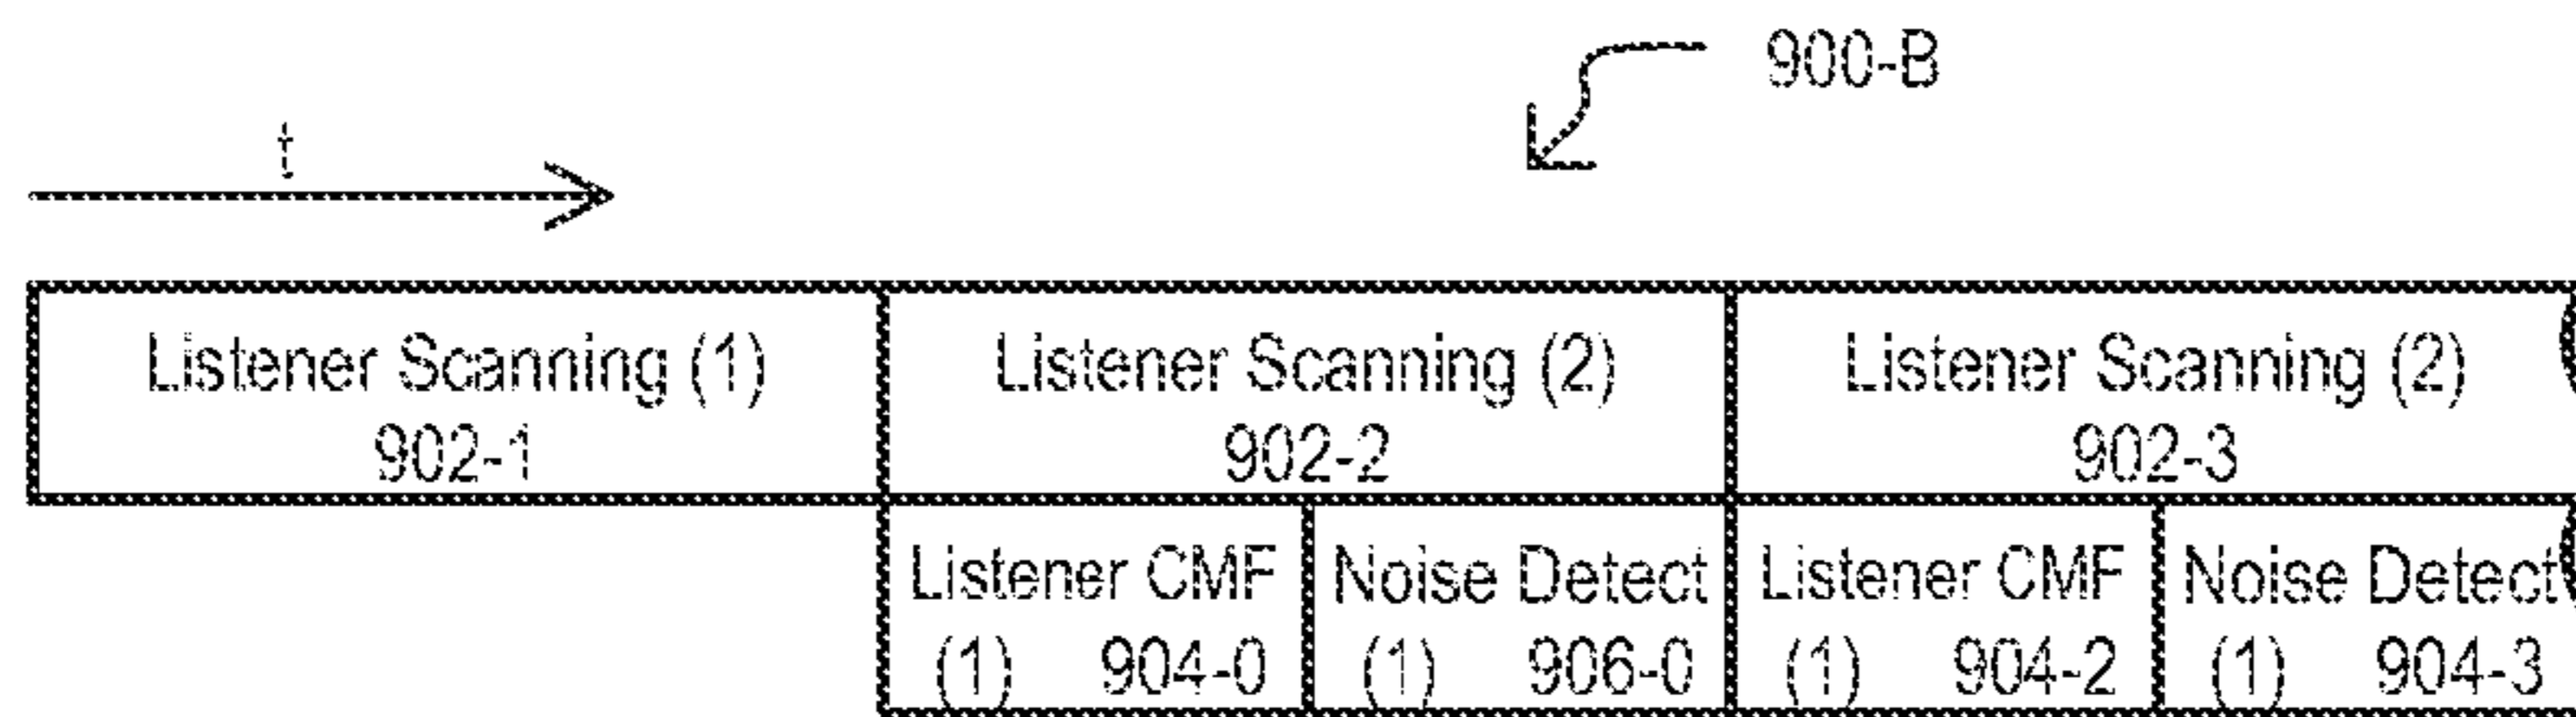 900-B
t
Listener Scanning (1)
902-1
Listener Scanning (2)
902-2
Listener Scanning (2)
902-3
Listener CMF
(1) 904-0
Noise Detect
(1) 906-0
Listener CMF
(1) 904-2
Noise Detect
(1) 904-3